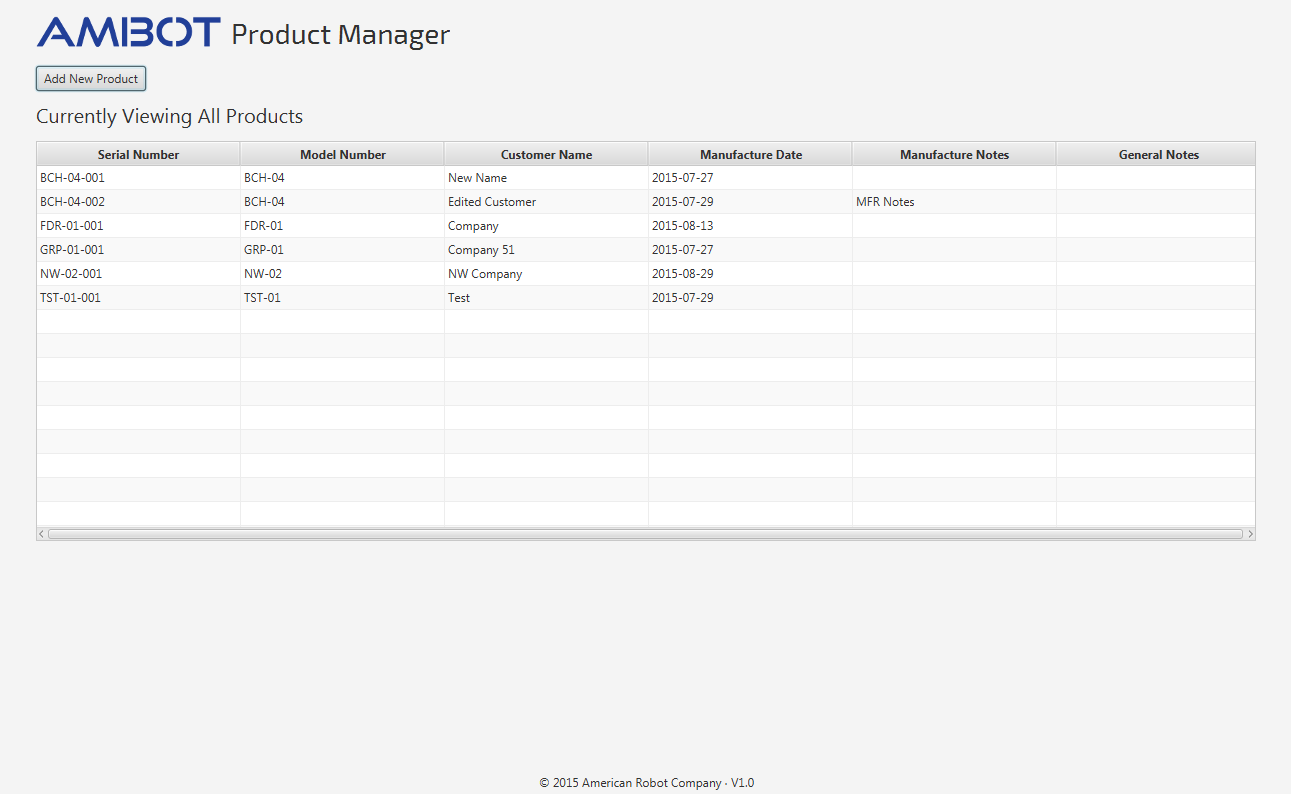 AMBOT Product Manager
Add New Product
Currently Viewing All Products
Serial Number Model Number Customer Name Manufacture Date Manufacture Notes General Notes
BCH-04-001 BCH-04 New Name 2015-07-27
BCH-04-002 BCH-04 Edited Customer 2015-07-29 MFR Notes
FDR-01-001 FDR-01 Company 2015-08-13
GRP-01-001 GRP-01 Company 51 2015-07-27
NW-02-001 NW-02 NW Company 2015-08-29
TST-01-001 TST-01 Test 2015-07-29
© 2015 American Robot Company · V1.0